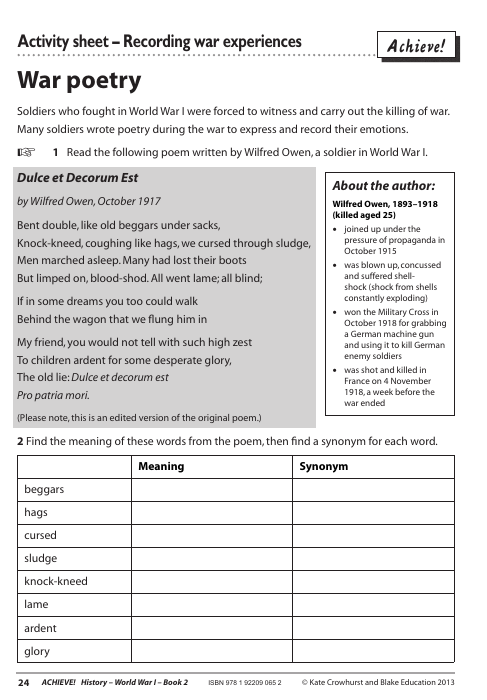 Activity sheet – Recording war experiences
Achieve!
War poetry
Soldiers who fought in World War I were forced to witness and carry out the killing of war.
Many soldiers wrote poetry during the war to express and record their emotions.
☞ 1 Read the following poem written by Wilfred Owen, a soldier in World War I.
Dulce et Decorum Est
by Wilfred Owen, October 1917
Bent double, like old beggars under sacks,
Knock-kneed, coughing like hags, we cursed through sludge,
Men marched asleep. Many had lost their boots
But limped on, blood-shod. All went lame; all blind;
If in some dreams you too could walk
Behind the wagon that we flung him in
My friend, you would not tell with such high zest
To children ardent for some desperate glory,
The old lie: Dulce et decorum est
Pro patria mori.
(Please note, this is an edited version of the original poem.)
About the author:
Wilfred Owen, 1893–1918
(killed aged 25)
• joined up under the
pressure of propaganda in
October 1915
• was blown up, concussed
and suffered shell-
shock (shock from shells
constantly exploding)
• won the Military Cross in
October 1918 for grabbing
a German machine gun
and using it to kill German
enemy soldiers
• was shot and killed in
France on 4 November
1918, a week before the
war ended
2 Find the meaning of these words from the poem, then find a synonym for each word.
Meaning Synonym
beggars
hags
cursed
sludge
knock-kneed
lame
ardent
glory
24 ACHIEVE! History – World War I – Book 2 ISBN 978 1 92209 065 2 © Kate Crowhurst and Blake Education 2013